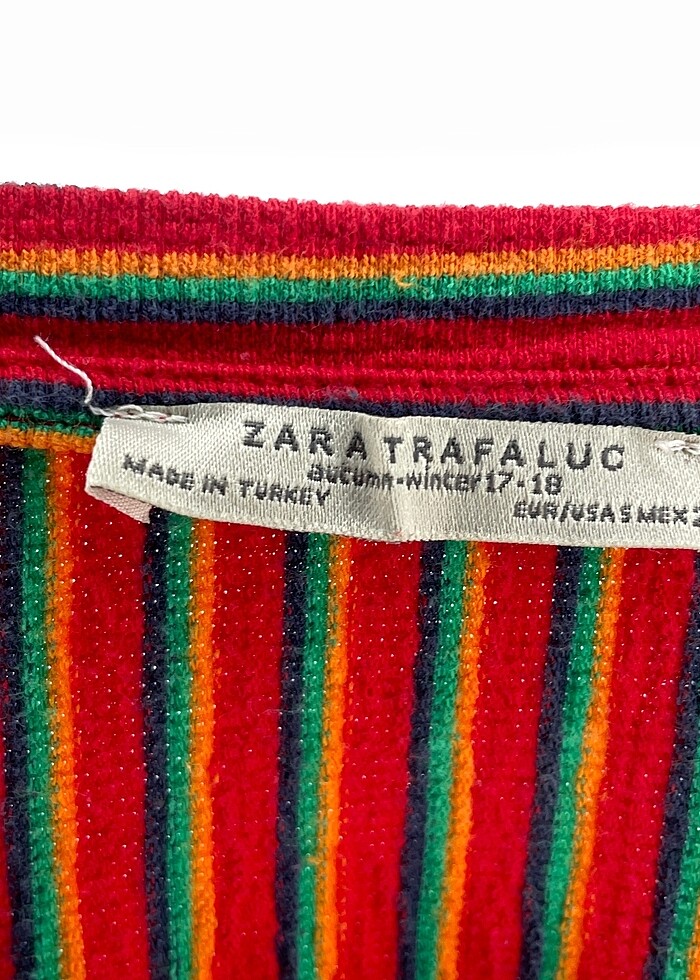 ZARA TRAFALUC
autumn-winter 17-18
MADE IN TURKEY
EUR/USA S MEX